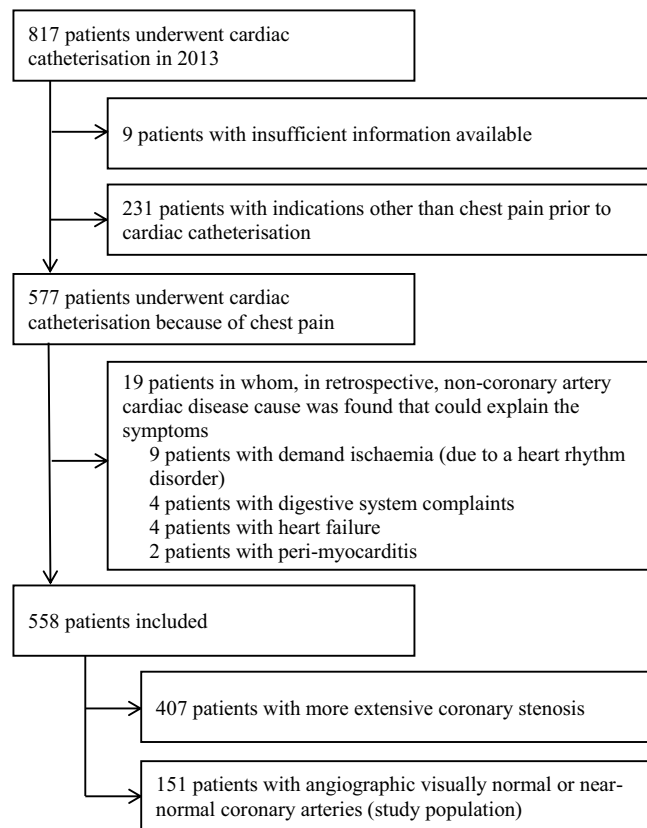 817 patients underwent cardiac
catheterisation in 2013
9 patients with insufficient information available
231 patients with indications other than chest pain prior to
cardiac catheterisation
577 patients underwent cardiac
catheterisation because of chest pain
19 patients in whom, in retrospective, non-coronary artery
cardiac disease cause was found that could explain the
symptoms
9 patients with demand ischaemia (due to a heart rhythm
disorder)
4 patients with digestive system complaints
4 patients with heart failure
2 patients with peri-myocarditis
558 patients included
407 patients with more extensive coronary stenosis
151 patients with angiographic visually normal or near-
normal coronary arteries (study population)